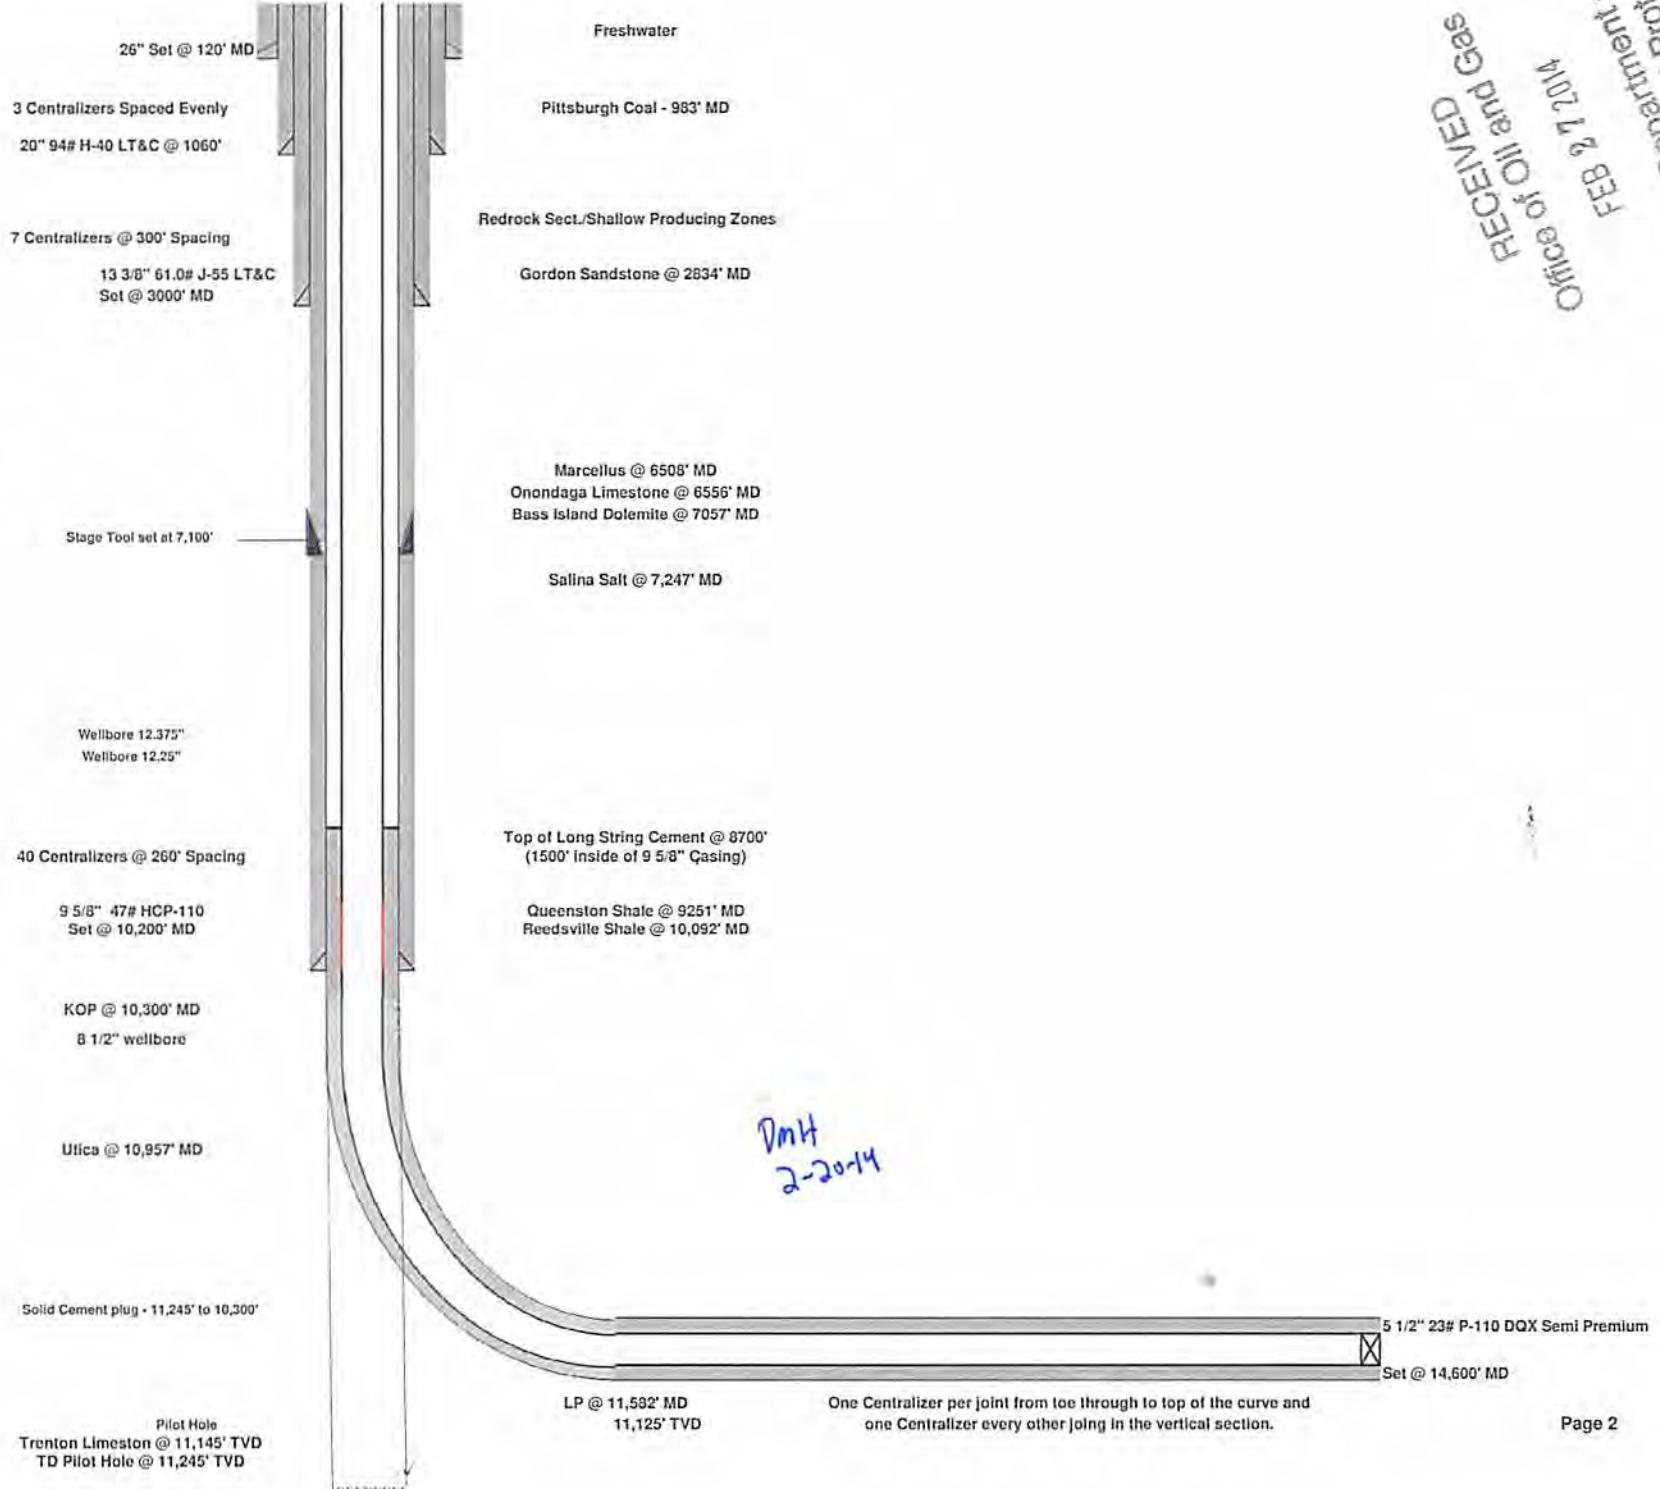 Freshwater
26" Set @ 120' MD
3 Centralizers Spaced Evenly
Pittsburgh Coal - 983' MD
20" 94# H-40 LT&C @ 1060'
Redrock Sect./Shallow Producing Zones
7 Centralizers @ 300' Spacing
13 3/8" 61.0# J-55 LT&C
Set @ 3000' MD
Gordon Sandstone @ 2834' MD
RECEIVED
Office of Oil and Gas
FEB 27 2014
Marcellus @ 6508' MD
Onondaga Limestone @ 6556' MD
Bass Island Dolemite @ 7057' MD
Stage Tool set at 7,100'
Salina Salt @ 7,247' MD
Wellbore 12.375"
Wellbore 12.25"
Top of Long String Cement @ 8700'
(1500' inside of 9 5/8" Casing)
40 Centralizers @ 260' Spacing
9 5/8" 47# HCP-110
Set @ 10,200' MD
Queenston Shale @ 9251' MD
Reedsville Shale @ 10,092' MD
KOP @ 10,300' MD
8 1/2" wellbore
DMH
2-20-14
Utica @ 10,957' MD
Solid Cement plug - 11,245' to 10,300'
5 1/2" 23# P-110 DQX Semi Premium
Set @ 14,600' MD
LP @ 11,582' MD
11,125' TVD
One Centralizer per joint from toe through to top of the curve and
one Centralizer every other joing in the vertical section.
Page 2
Pilot Hole
Trenton Limeston @ 11,145' TVD
TD Pilot Hole @ 11,245' TVD